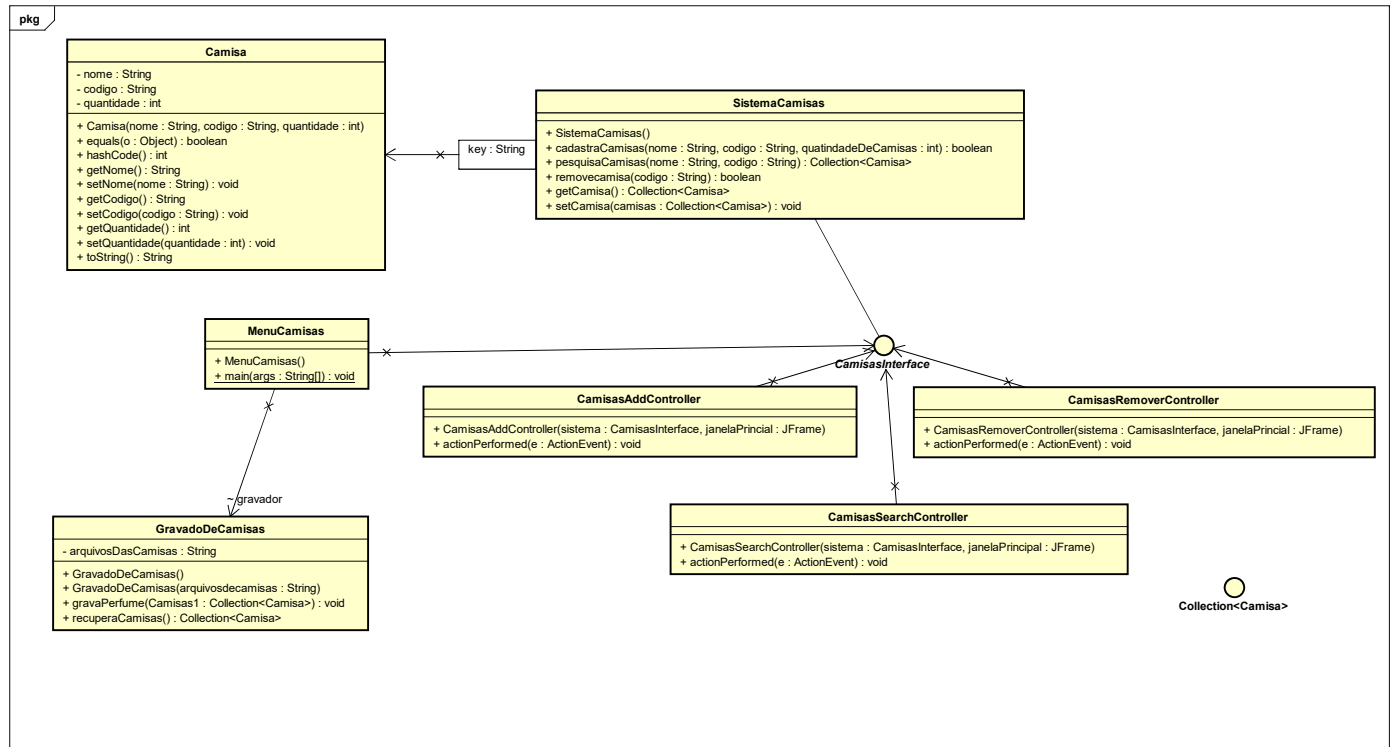 pkg
Camisa
- nome : String
- codigo : String
- quantidade : int
+ Camisa(nome : String, codigo : String, quantidade : int)
+ equals(o : Object) : boolean
+ hashCode() : int
+ getNome() : String
+ setNome(nome : String) : void
+ getCodigo() : String
+ setCodigo(codigo : String) : void
+ getQuantidade() : int
+ setQuantidade(quantidade : int) : void
+ toString() : String
key : String
SistemaCamisas
+ SistemaCamisas()
+ cadastraCamisas(nome : String, codigo : String, quatindadeDeCamisas : int) : boolean
+ pesquisaCamisas(nome : String, codigo : String) : Collection<Camisa>
+ removecamisa(codigo : String) : boolean
+ getCamisa() : Collection<Camisa>
+ setCamisa(camisas : Collection<Camisa>) : void
MenuCamisas
+ MenuCamisas()
+ main(args : String[]) : void
CamisasInterface
CamisasAddController
+ CamisasAddController(sistema : CamisasInterface, janelaPrincial : JFrame)
+ actionPerformed(e : ActionEvent) : void
CamisasRemoverController
+ CamisasRemoverController(sistema : CamisasInterface, janelaPrincial : JFrame)
+ actionPerformed(e : ActionEvent) : void
~ gravador
GravadoDeCamisas
- arquivosDasCamisas : String
+ GravadoDeCamisas()
+ GravadoDeCamisas(arquivosdecamisas : String)
+ gravaPerfume(Camisas1 : Collection<Camisa>) : void
+ recuperaCamisas() : Collection<Camisa>
CamisasSearchController
+ CamisasSearchController(sistema : CamisasInterface, janelaPrincipal : JFrame)
+ actionPerformed(e : ActionEvent) : void
Collection<Camisa>